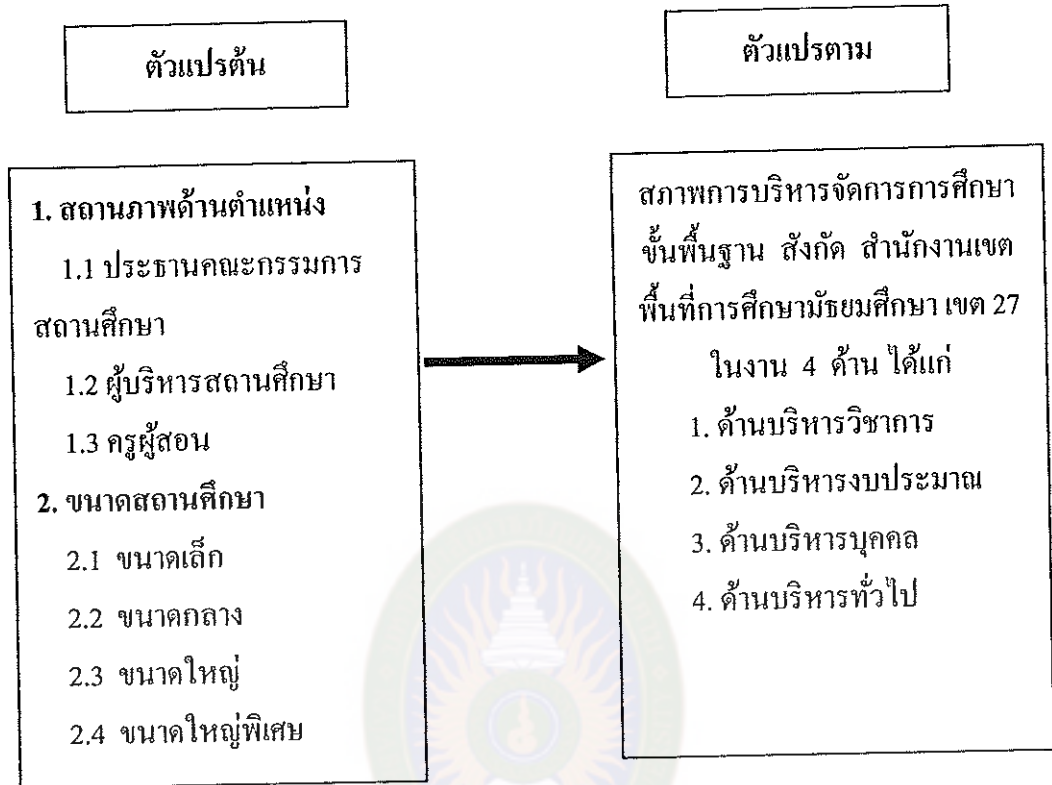 ตัวแปรต้น
ตัวแปรตาม
1. สถานภาพด้านตำแหน่ง
1.1 ประธานคณะกรรมการ
สถานศึกษา
1.2 ผู้บริหารสถานศึกษา
1.3 ครูผู้สอน
2. ขนาดสถานศึกษา
2.1 ขนาดเล็ก
2.2 ขนาดกลาง
2.3 ขนาดใหญ่
2.4 ขนาดใหญ่พิเศษ
สภาพการบริหารจัดการการศึกษา
ขั้นพื้นฐาน สังกัด สำนักงานเขต
พื้นที่การศึกษามัธยมศึกษา เขต 27
ในงาน 4 ด้าน ได้แก่
1. ด้านบริหารวิชาการ
2. ด้านบริหารงบประมาณ
3. ด้านบริหารบุคคล
4. ด้านบริหารทั่วไป